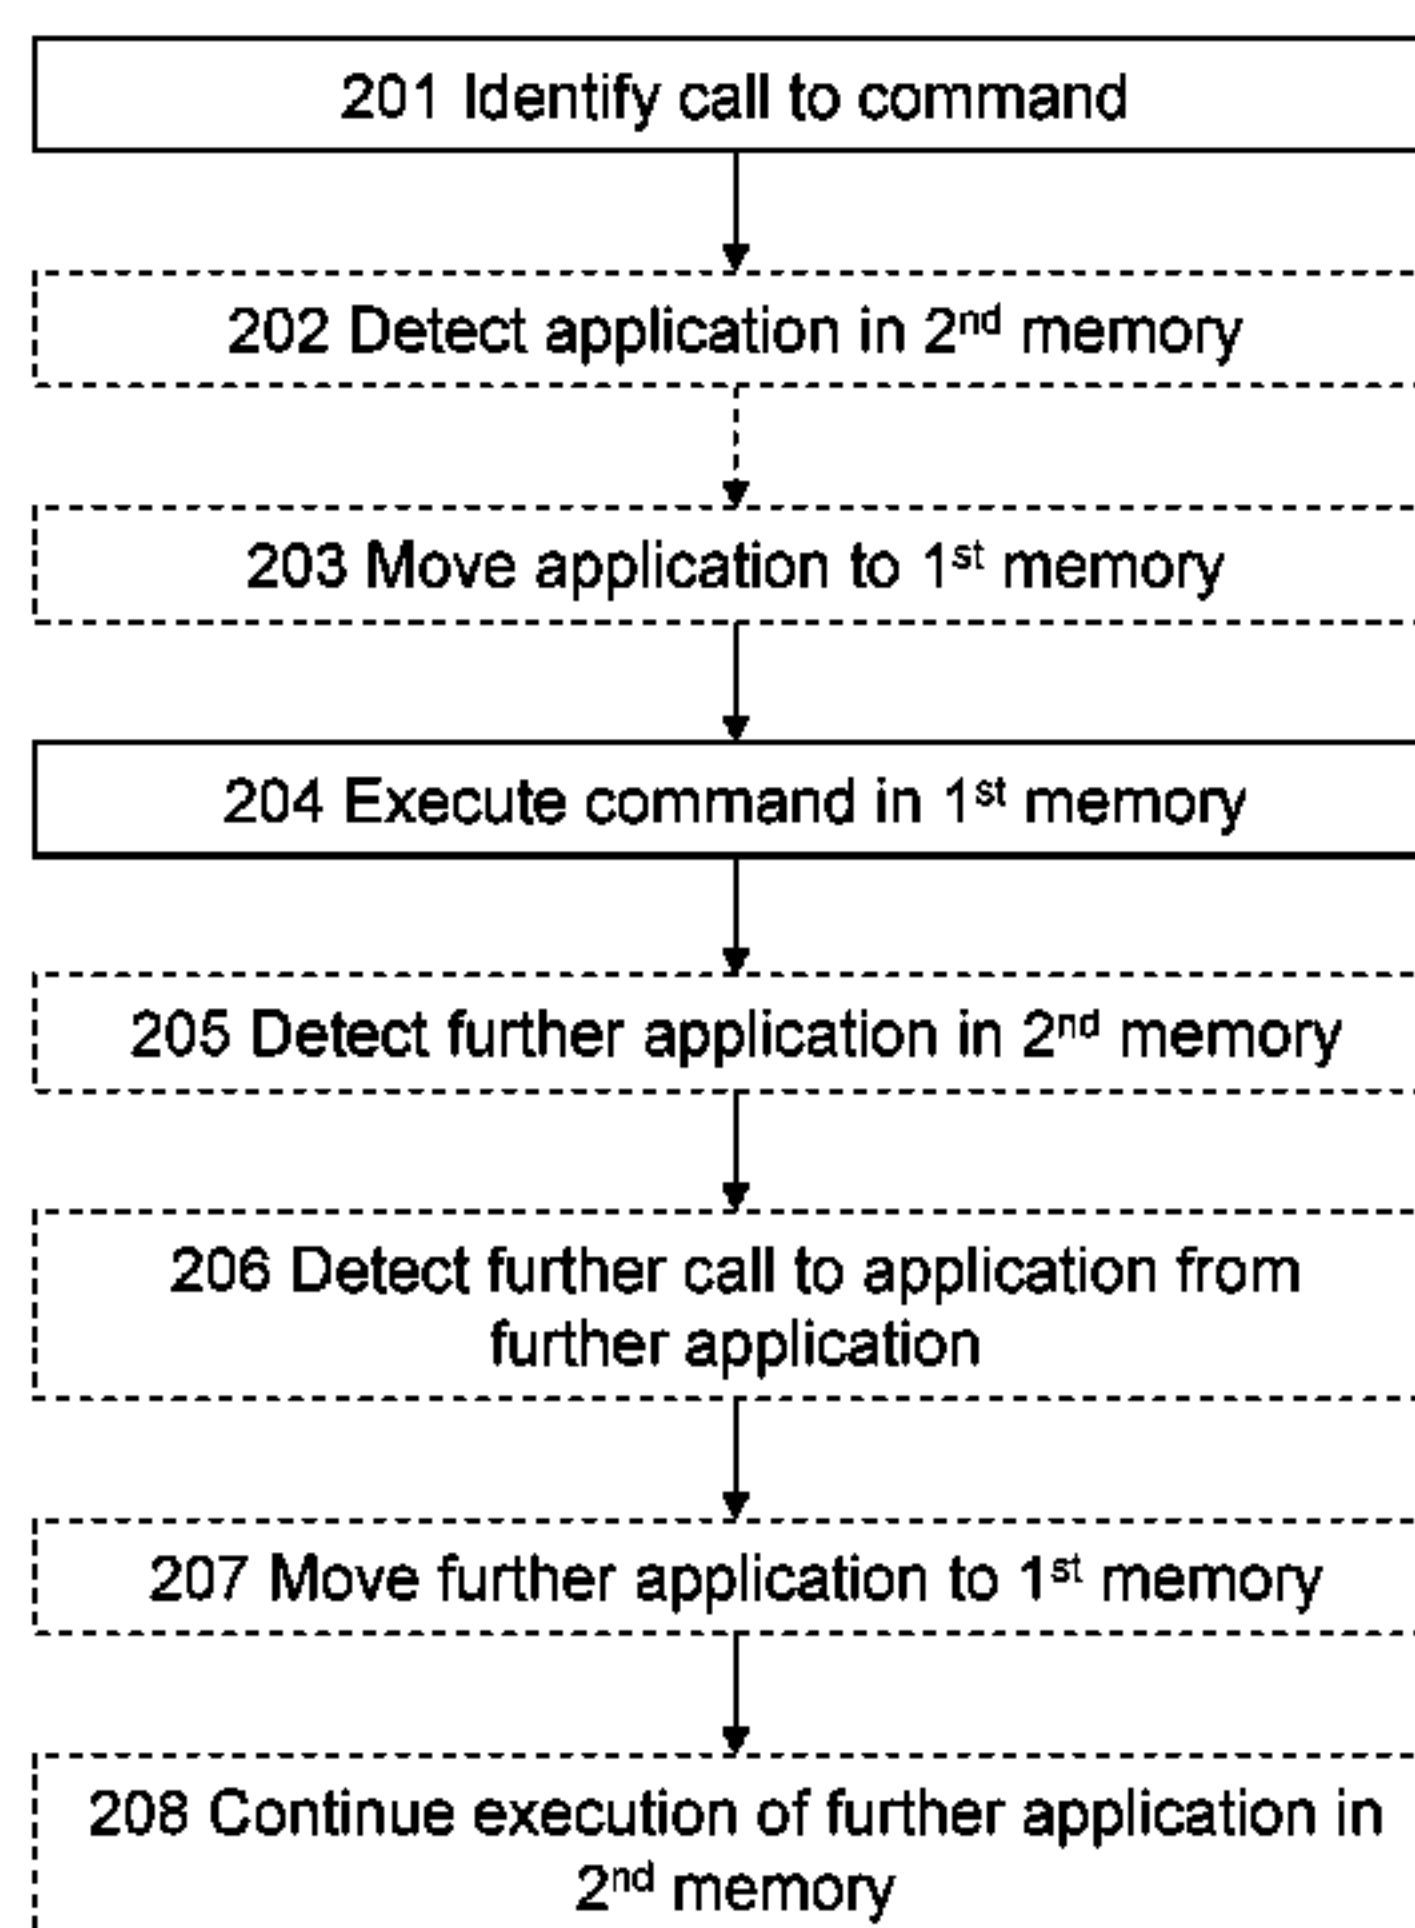 201 Identify call to command
202 Detect application in 2nd memory
203 Move application to 1st memory
204 Execute command in 1st memory
205 Detect further application in 2nd memory
206 Detect further call to application from
further application
207 Move further application to 1st memory
208 Continue execution of further application in
2nd memory